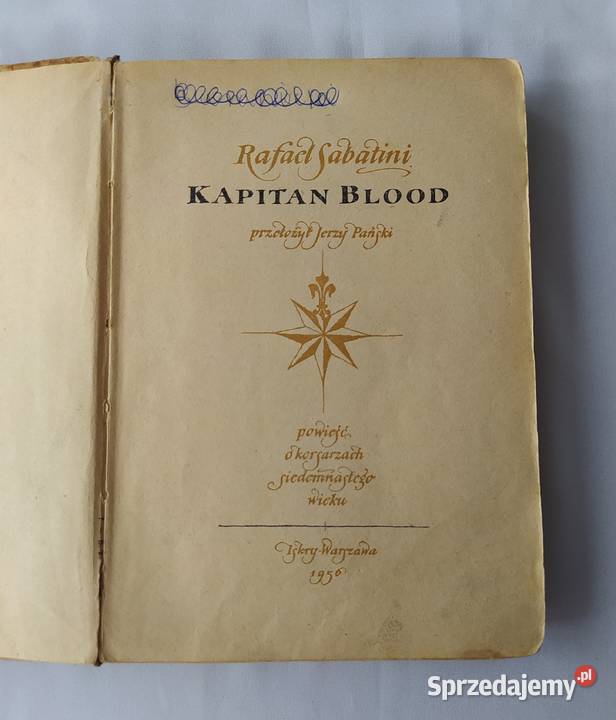 Rafael Sabatini
KAPITAN BLOOD
przełożył Jerzy Pański
powieść
o korsarzach
siedemnastego
wieku
Iskry · Warszawa
1956
Sprzedajemy.pl